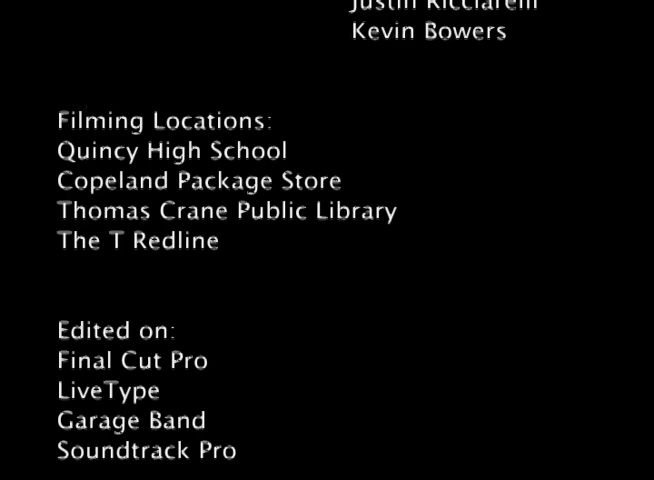 Justin Ricciarelli
Kevin Bowers
Filming Locations:
Quincy High School
Copeland Package Store
Thomas Crane Public Library
The T Redline
Edited on:
Final Cut Pro
LiveType
Garage Band
Soundtrack Pro